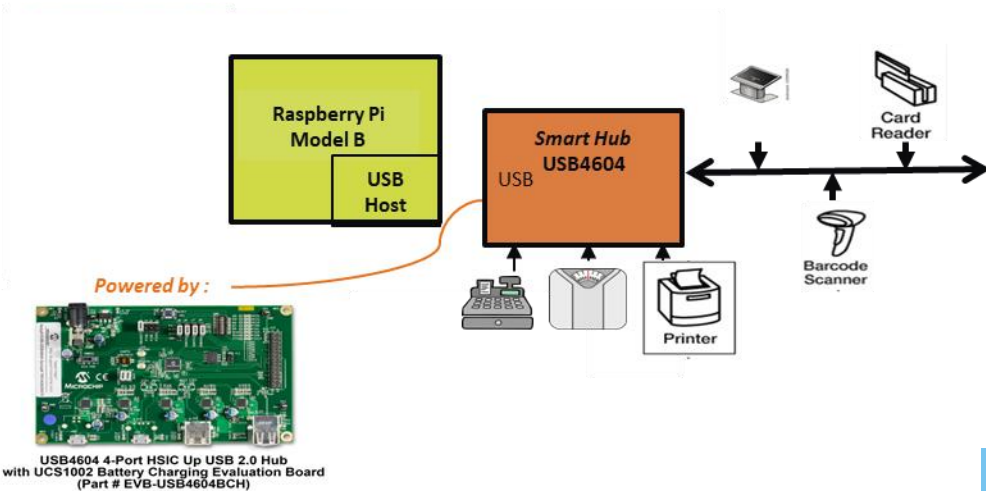 Raspberry Pi
Model B
USB
Host
Smart Hub
USB4604
USB
Card
Reader
Barcode
Scanner
Printer
Powered by :
MICROCHIP
USB4604 4-Port HSIC Up USB 2.0 Hub
with UCS1002 Battery Charging Evaluation Board
(Part # EVB-USB4604BCH)